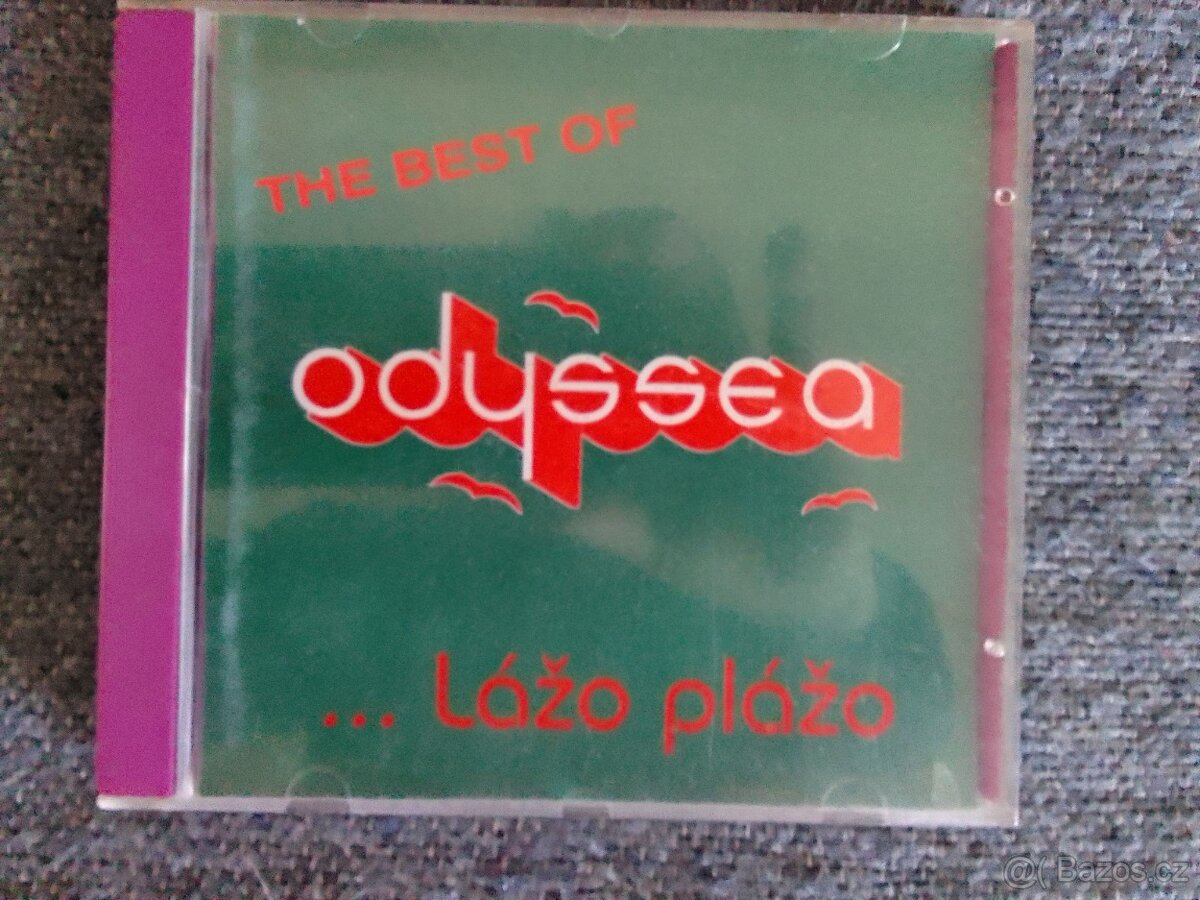 THE BEST OF
odyssea
... Lážo plážo
@( Bazos.cz